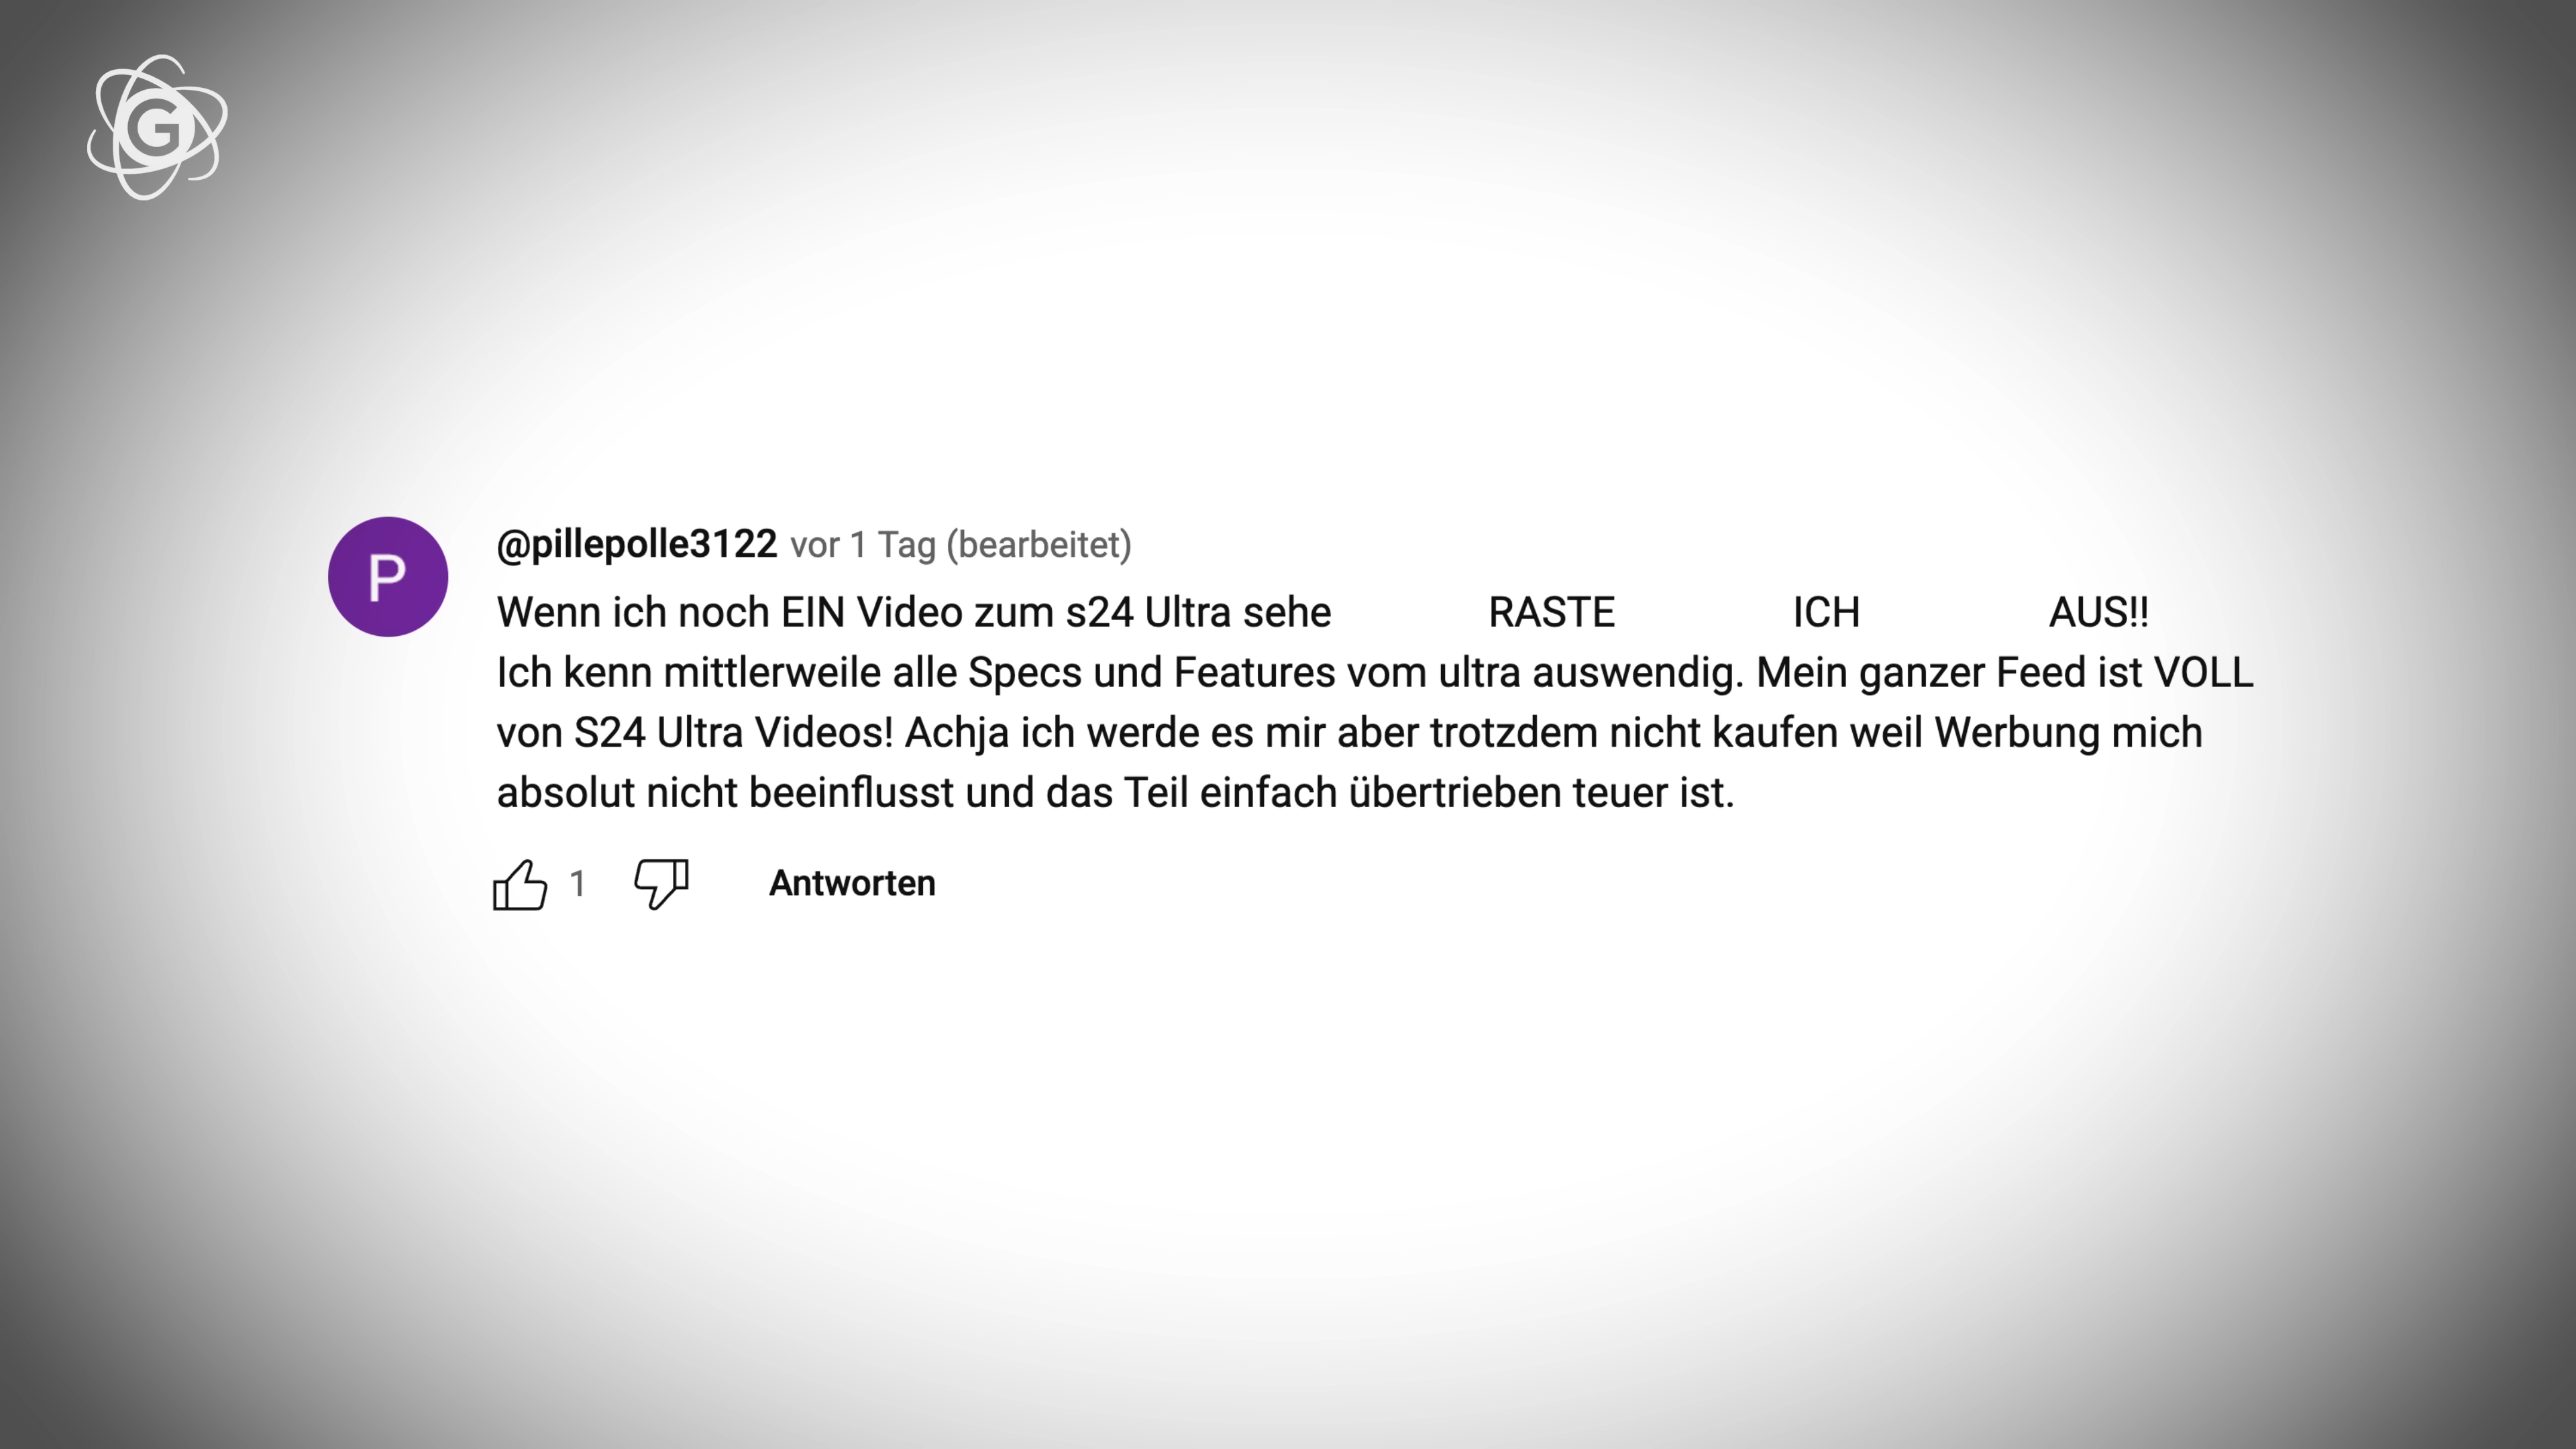 G
P
@pillepolle3122 vor 1 Tag (bearbeitet)
Wenn ich noch EIN Video zum s24 Ultra sehe RASTE ICH AUS!!
Ich kenn mittlerweile alle Specs und Features vom ultra auswendig. Mein ganzer Feed ist VOLL
von S24 Ultra Videos! Achja ich werde es mir aber trotzdem nicht kaufen weil Werbung mich
absolut nicht beeinflusst und das Teil einfach übertrieben teuer ist.
1 Antworten